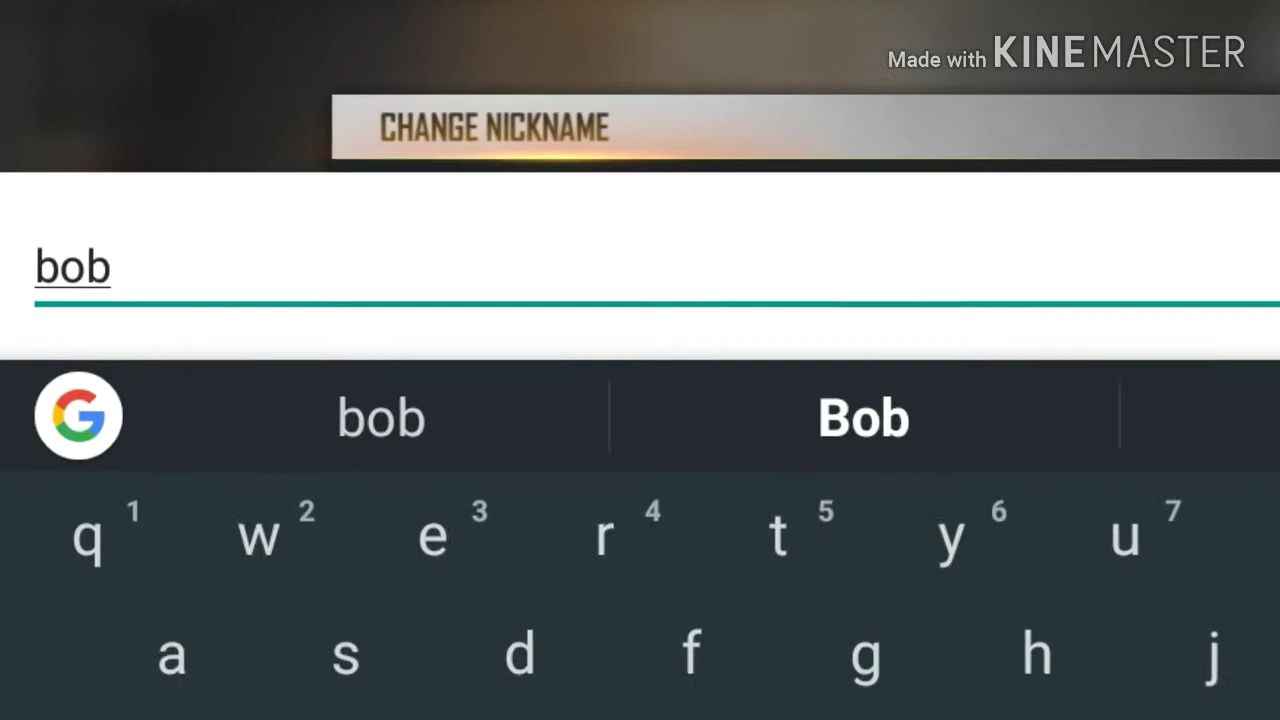 Made with KINEMASTER
CHANGE NICKNAME
bob
G bob Bob
q 1 w 2 e 3 r 4 t 5 y 6 u 7
a s d f g h j